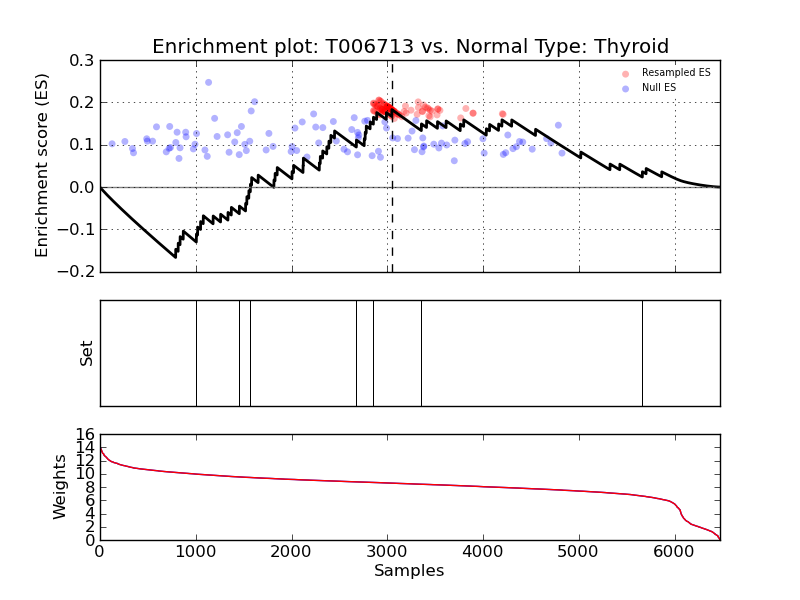 Enrichment plot: T006713 vs. Normal Type: Thyroid
Enrichment score (ES)
0.3
0.2
0.1
0.0
−0.1
−0.2
Resampled ES
Null ES
Set
Weights
16
14
12
10
8
6
4
2
0
0 1000 2000 3000 4000 5000 6000
Samples